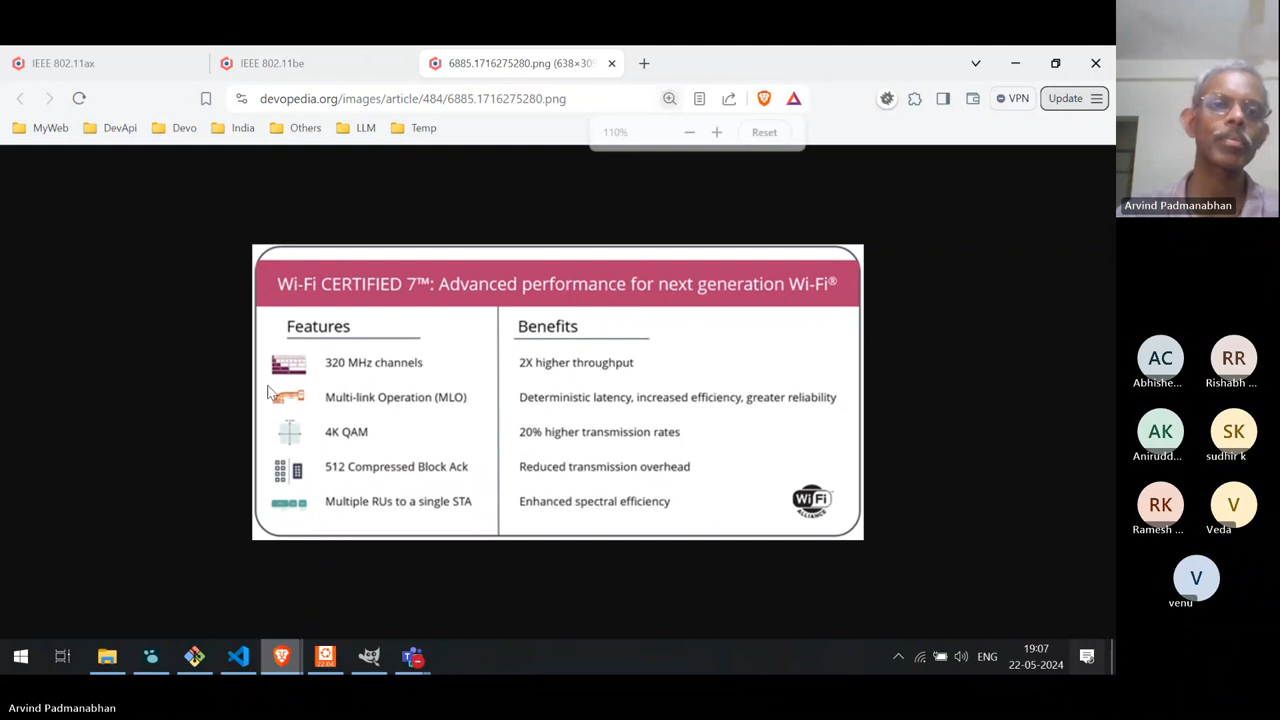 IEEE 802.11ax
IEEE 802.11be
6885.1716275280.png (638×309
devopedia.org/images/article/484/6885.1716275280.png
VPN
Update
MyWeb
DevApi
Devo
India
Others
LLM
Temp
110%
Reset
Wi-Fi CERTIFIED 7™: Advanced performance for next generation Wi-Fi®
Features
Benefits
320 MHz channels
2X higher throughput
Multi-link Operation (MLO)
Deterministic latency, increased efficiency, greater reliability
4K QAM
20% higher transmission rates
512 Compressed Block Ack
Reduced transmission overhead
Multiple RUs to a single STA
Enhanced spectral efficiency
Wi Fi
ALLIANCE
Arvind Padmanabhan
AC
Abhishe...
RR
Rishabh ...
AK
Anirudd...
SK
sudhir k
RK
Ramesh ...
V
Veda
V
venu
22.04
ENG
19:07
22-05-2024
Arvind Padmanabhan